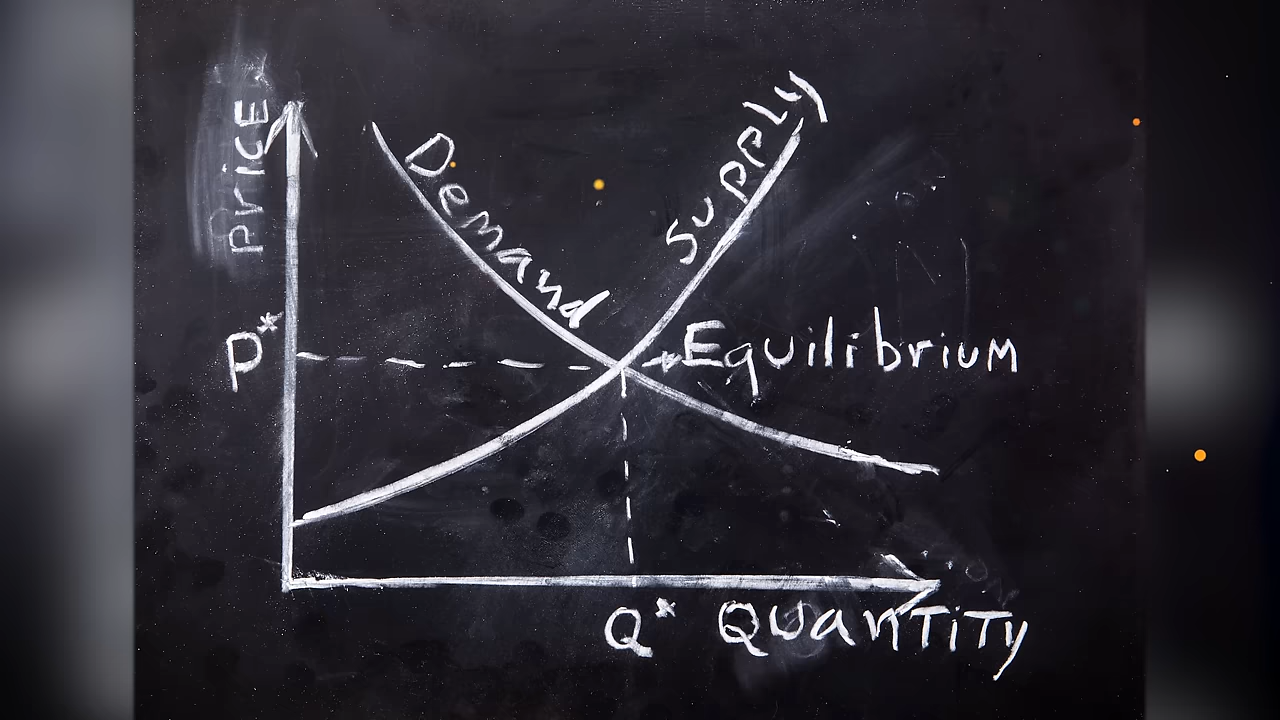 Price
Demand
Supply
P*
Equilibrium
Q*
Quantity